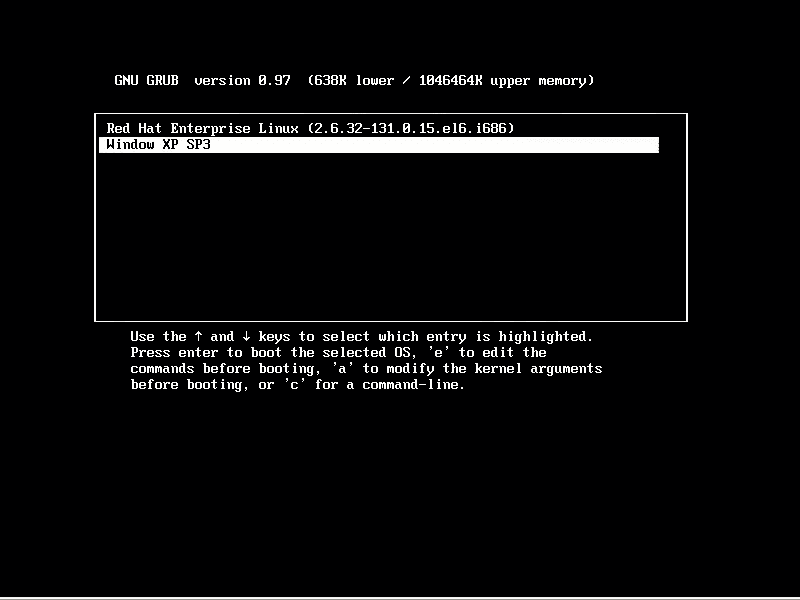 GNU GRUB  version 0.97  (638K lower / 1046464K upper memory)
Red Hat Enterprise Linux (2.6.32-131.0.15.el6.i686)
Window XP SP3
Use the ↑ and ↓ keys to select which entry is highlighted.
Press enter to boot the selected OS, 'e' to edit the
commands before booting, 'a' to modify the kernel arguments
before booting, or 'c' for a command-line.